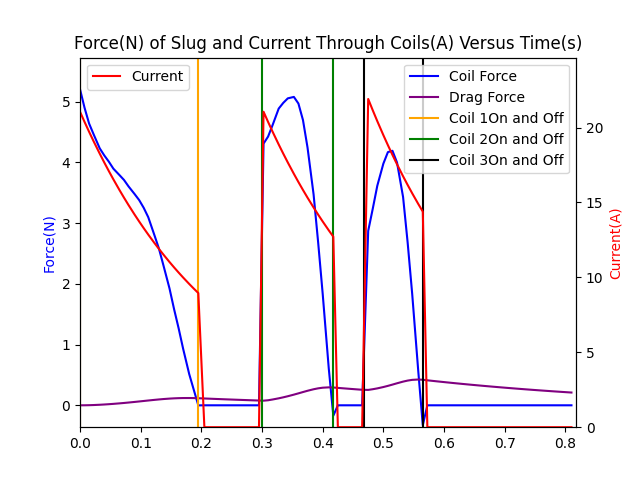 Force(N) of Slug and Current Through Coils(A) Versus Time(s)
Current
Coil Force
Drag Force
Coil 1On and Off
Coil 2On and Off
Coil 3On and Off
Force(N)
5
4
3
2
1
0
Current(A)
20
15
10
5
0
0.0 0.1 0.2 0.3 0.4 0.5 0.6 0.7 0.8